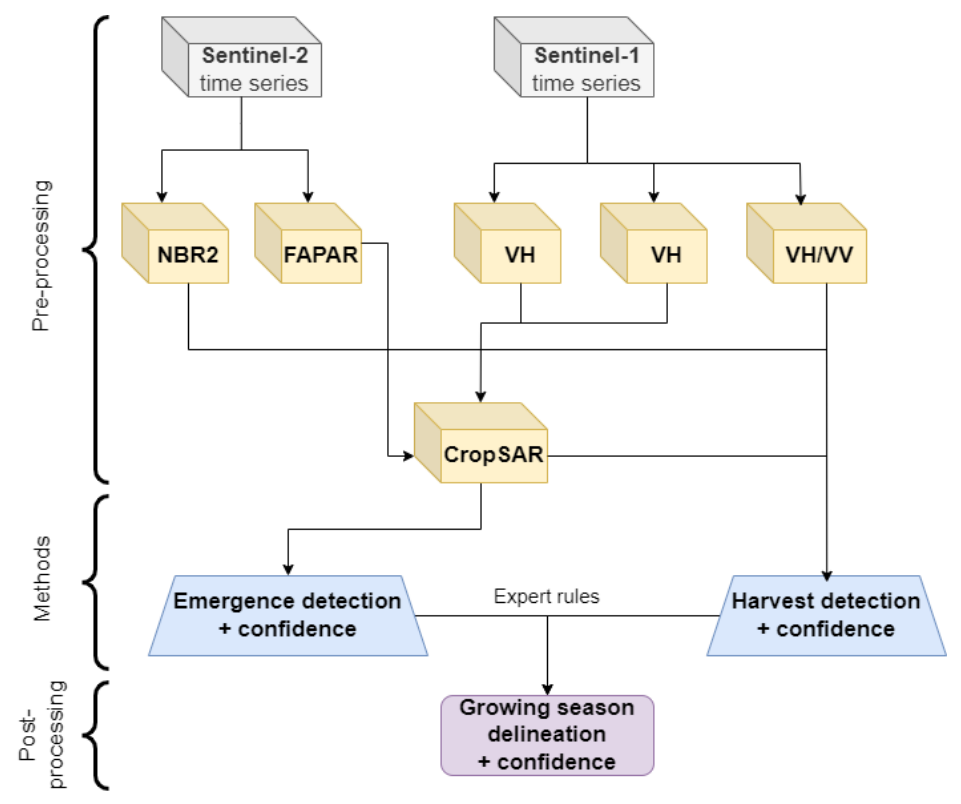 Pre-processing
Sentinel-2
time series
Sentinel-1
time series
NBR2
FAPAR
VH
VH
VH/VV
CropSAR
Methods
Emergence detection
+ confidence
Expert rules
Harvest detection
+ confidence
Post-
processing
Growing season
delineation
+ confidence